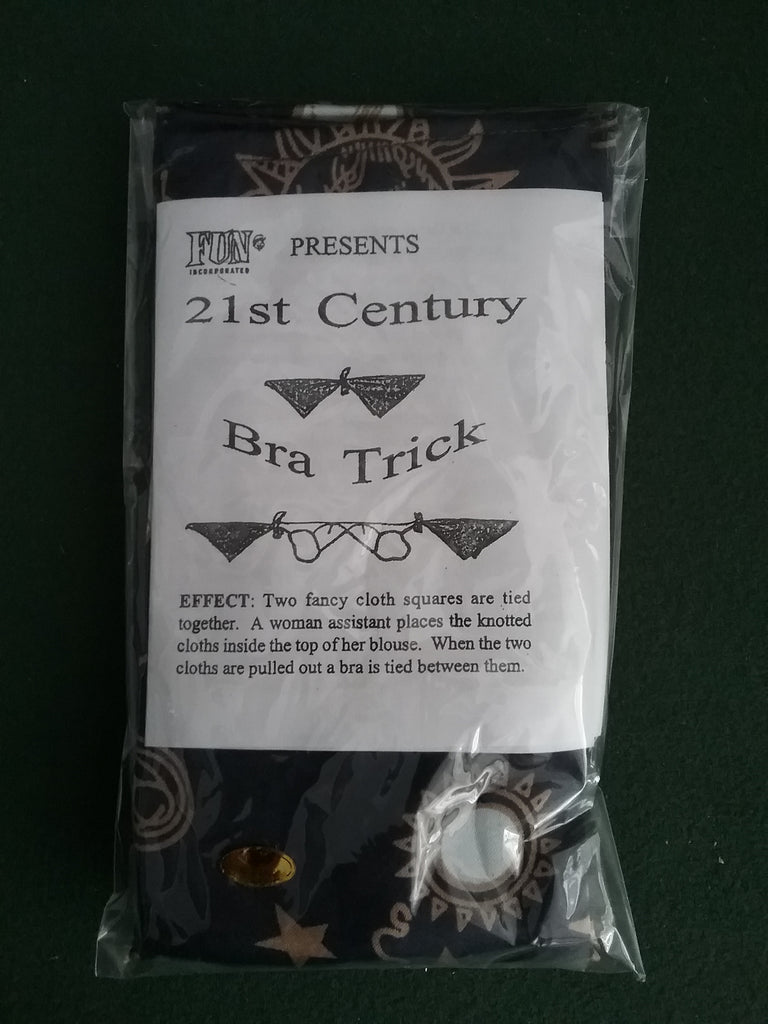 FUN PRESENTS
INCORPORATED
21st Century
Bra Trick
EFFECT: Two fancy cloth squares are tied
together. A woman assistant places the knotted
cloths inside the top of her blouse. When the two
cloths are pulled out a bra is tied between them.